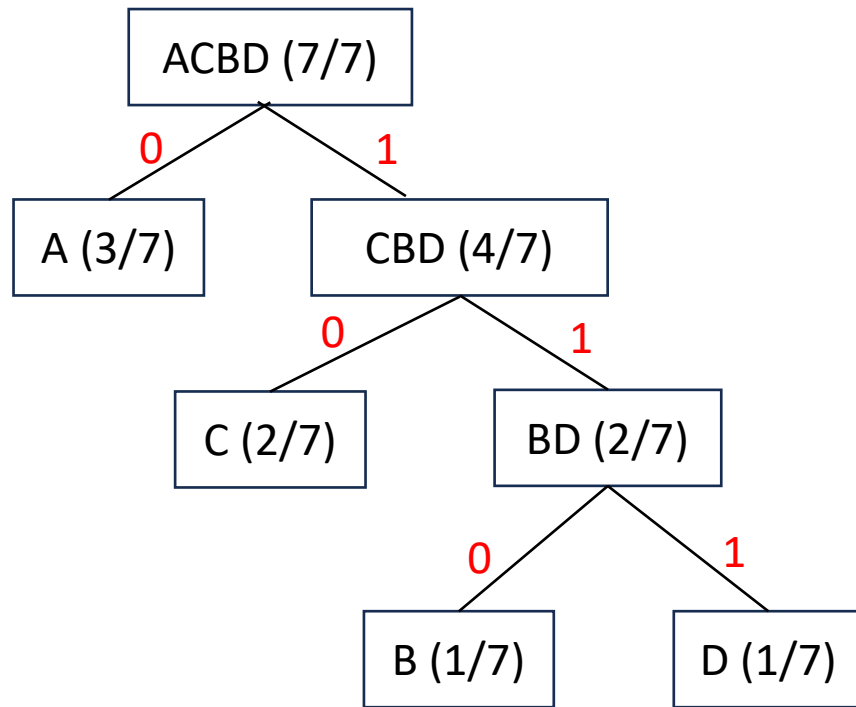 ACBD (7/7)
0
1
A (3/7)
CBD (4/7)
0
1
C (2/7)
BD (2/7)
0
1
B (1/7)
D (1/7)